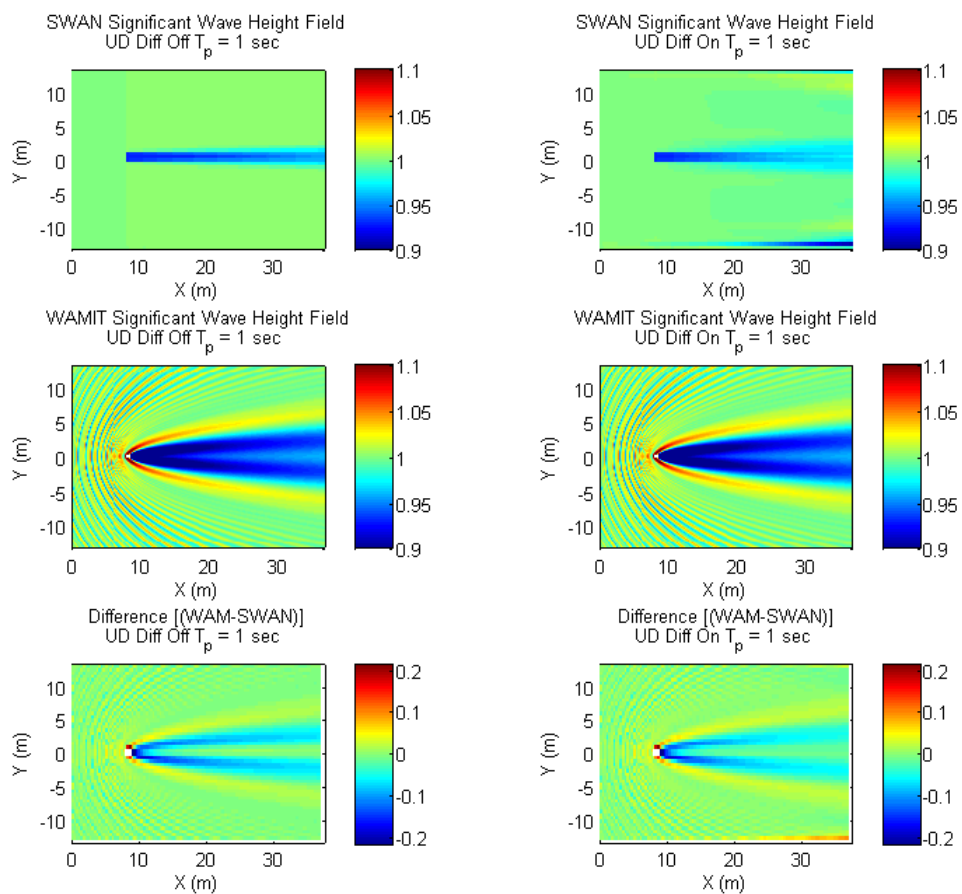 SWAN Significant Wave Height Field
UD Diff Off T_p = 1 sec
10
5
0
-5
-10
Y (m)
0 10 20 30
X (m)
1.1
1.05
1
0.95
0.9
SWAN Significant Wave Height Field
UD Diff On T_p = 1 sec
10
5
0
-5
-10
Y (m)
0 10 20 30
X (m)
1.1
1.05
1
0.95
0.9
WAMIT Significant Wave Height Field
UD Diff Off T_p = 1 sec
10
5
0
-5
-10
Y (m)
0 10 20 30
X (m)
1.1
1.05
1
0.95
0.9
WAMIT Significant Wave Height Field
UD Diff On T_p = 1 sec
10
5
0
-5
-10
Y (m)
0 10 20 30
X (m)
1.1
1.05
1
0.95
0.9
Difference [(WAM-SWAN)]
UD Diff Off T_p = 1 sec
10
5
0
-5
-10
Y (m)
0 10 20 30
X (m)
0.2
0.1
0
-0.1
-0.2
Difference [(WAM-SWAN)]
UD Diff On T_p = 1 sec
10
5
0
-5
-10
Y (m)
0 10 20 30
X (m)
0.2
0.1
0
-0.1
-0.2